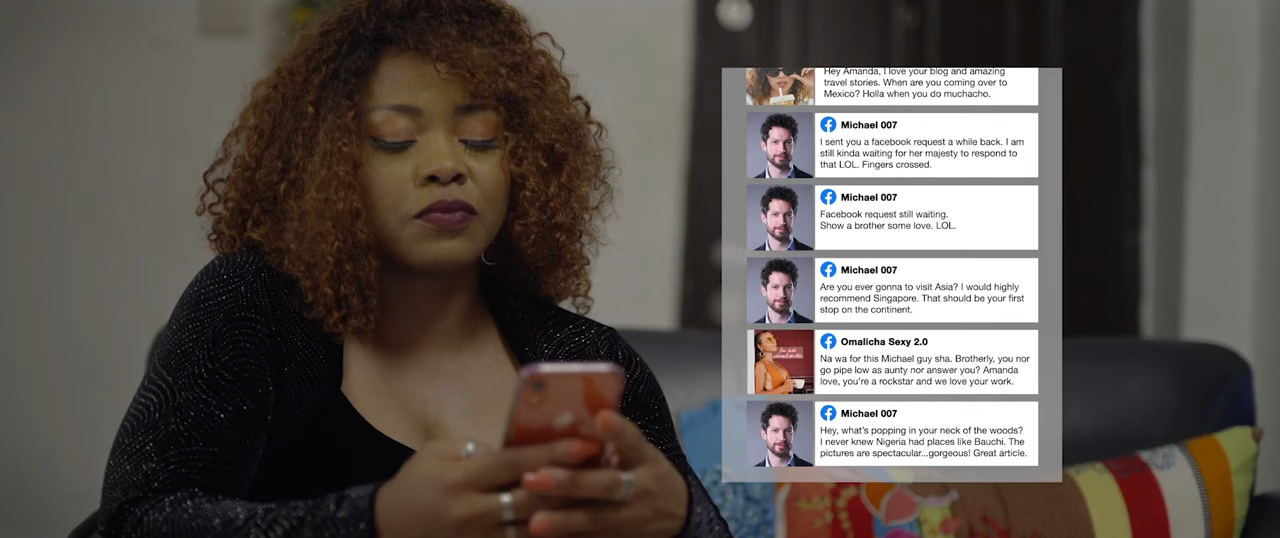 Hey Amanda, I love your blog and amazing
travel stories. When are you coming over to
Mexico? Holla when you do muchacho.
Michael 007
I sent you a facebook request a while back. I am
still kinda waiting for her majesty to respond to
that LOL. Fingers crossed.
Michael 007
Facebook request still waiting.
Show a brother some love. LOL.
Michael 007
Are you ever gonna to visit Asia? I would highly
recommend Singapore. That should be your first
stop on the continent.
Omalicha Sexy 2.0
Na wa for this Michael guy sha. Brotherly, you nor
go pipe low as aunty nor answer you? Amanda
love, you're a rockstar and we love your work.
Michael 007
Hey, what's popping in your neck of the woods?
I never knew Nigeria had places like Bauchi. The
pictures are spectacular...gorgeous! Great article.